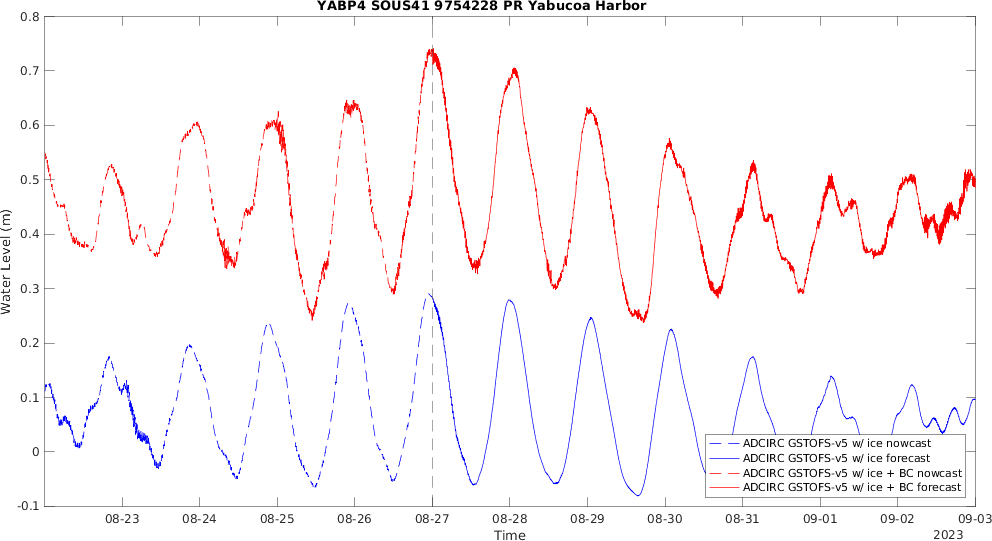 YABP4 SOUS41 9754228 PR Yabucoa Harbor
Water Level (m)
0.8
0.7
0.6
0.5
0.4
0.3
0.2
0.1
0
-0.1
ADCIRC GSTOFS-v5 w/ ice nowcast
ADCIRC GSTOFS-v5 w/ ice forecast
ADCIRC GSTOFS-v5 w/ ice + BC nowcast
ADCIRC GSTOFS-v5 w/ ice + BC forecast
08-23 08-24 08-25 08-26 08-27 08-28 08-29 08-30 08-31 09-01 09-02 09-03
Time
2023